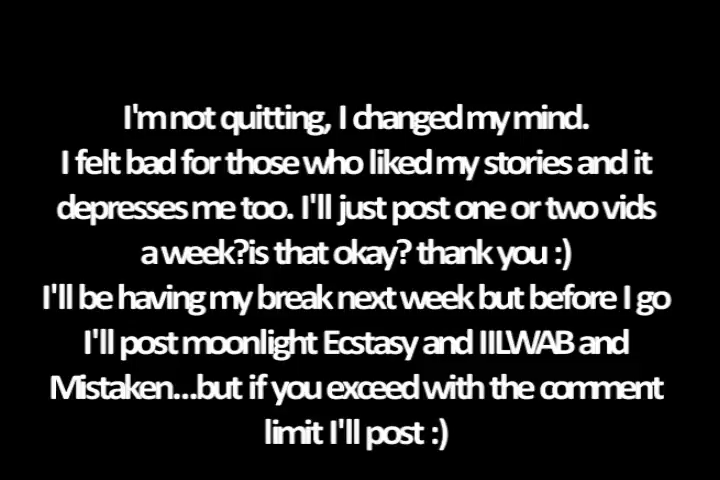 I'm not quitting, I changed my mind.
I felt bad for those who liked my stories and it
depresses me too. I'll just post one or two vids
a week?is that okay? thank you :)
I'll be having my break next week but before I go
I'll post moonlight Ecstasy and IILWAB and
Mistaken...but if you exceed with the comment
limit I'll post :)